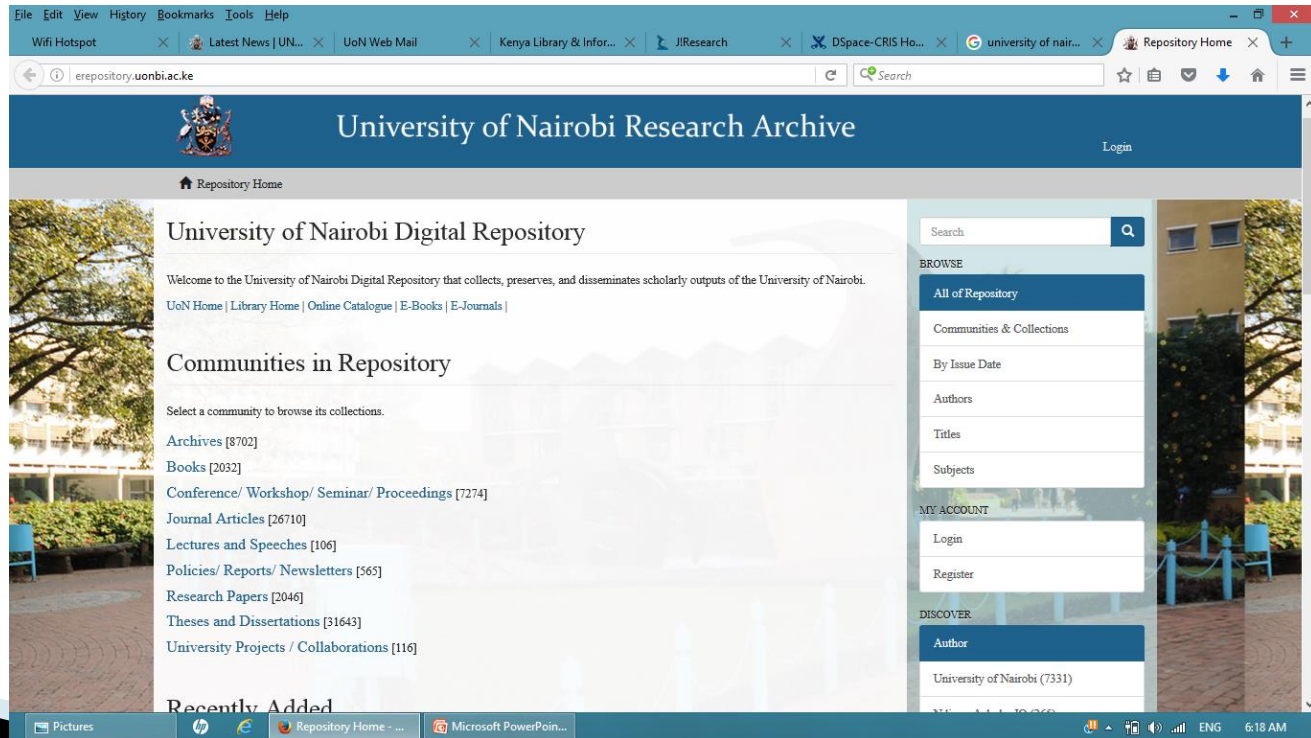 File Edit View History Bookmarks Tools Help
Wifi Hotspot
Latest News | UN...
UoN Web Mail
Kenya Library & Infor...
J!Research
DSpace-CRIS Ho...
university of nair...
Repository Home
erepository.uonbi.ac.ke
Search
University of Nairobi Research Archive
Login
Repository Home
University of Nairobi Digital Repository
Welcome to the University of Nairobi Digital Repository that collects, preserves, and disseminates scholarly outputs of the University of Nairobi.
UoN Home | Library Home | Online Catalogue | E-Books | E-Journals |
Communities in Repository
Select a community to browse its collections.
Archives [8702]
Books [2032]
Conference/ Workshop/ Seminar/ Proceedings [7274]
Journal Articles [26710]
Lectures and Speeches [106]
Policies/ Reports/ Newsletters [565]
Research Papers [2046]
Theses and Dissertations [31643]
University Projects / Collaborations [116]
Recently Added
Search
BROWSE
All of Repository
Communities & Collections
By Issue Date
Authors
Titles
Subjects
MY ACCOUNT
Login
Register
DISCOVER
Author
University of Nairobi (7331)
Pictures
Repository Home - ...
Microsoft PowerPoin...
ENG
6:18 AM